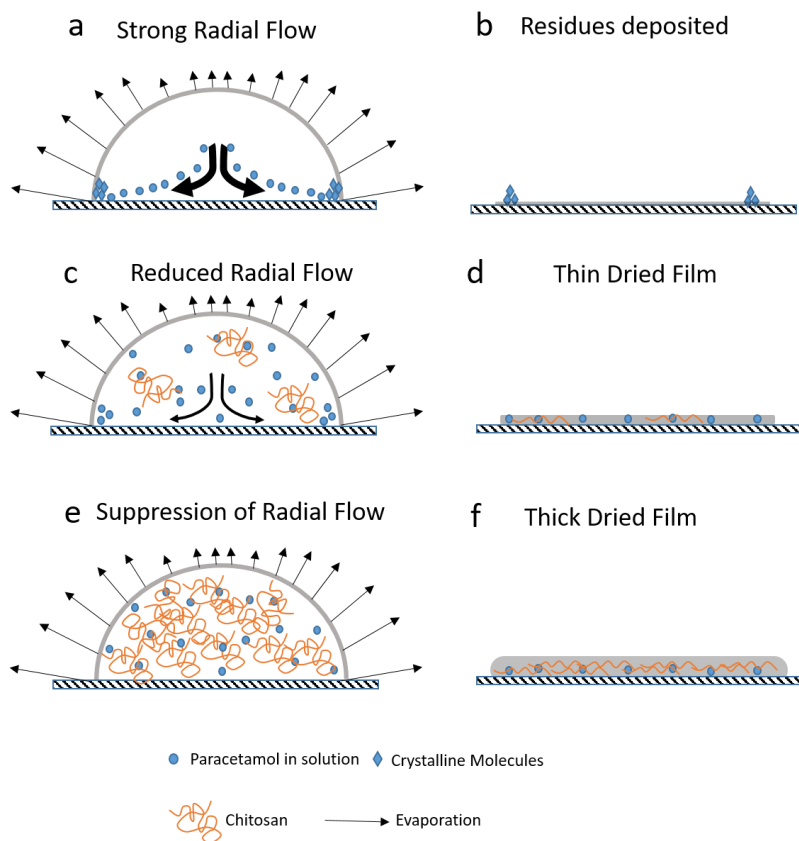 a Strong Radial Flow
b Residues deposited
c Reduced Radial Flow
d Thin Dried Film
e Suppression of Radial Flow
f Thick Dried Film
Paracetamol in solution
Crystalline Molecules
Chitosan
Evaporation